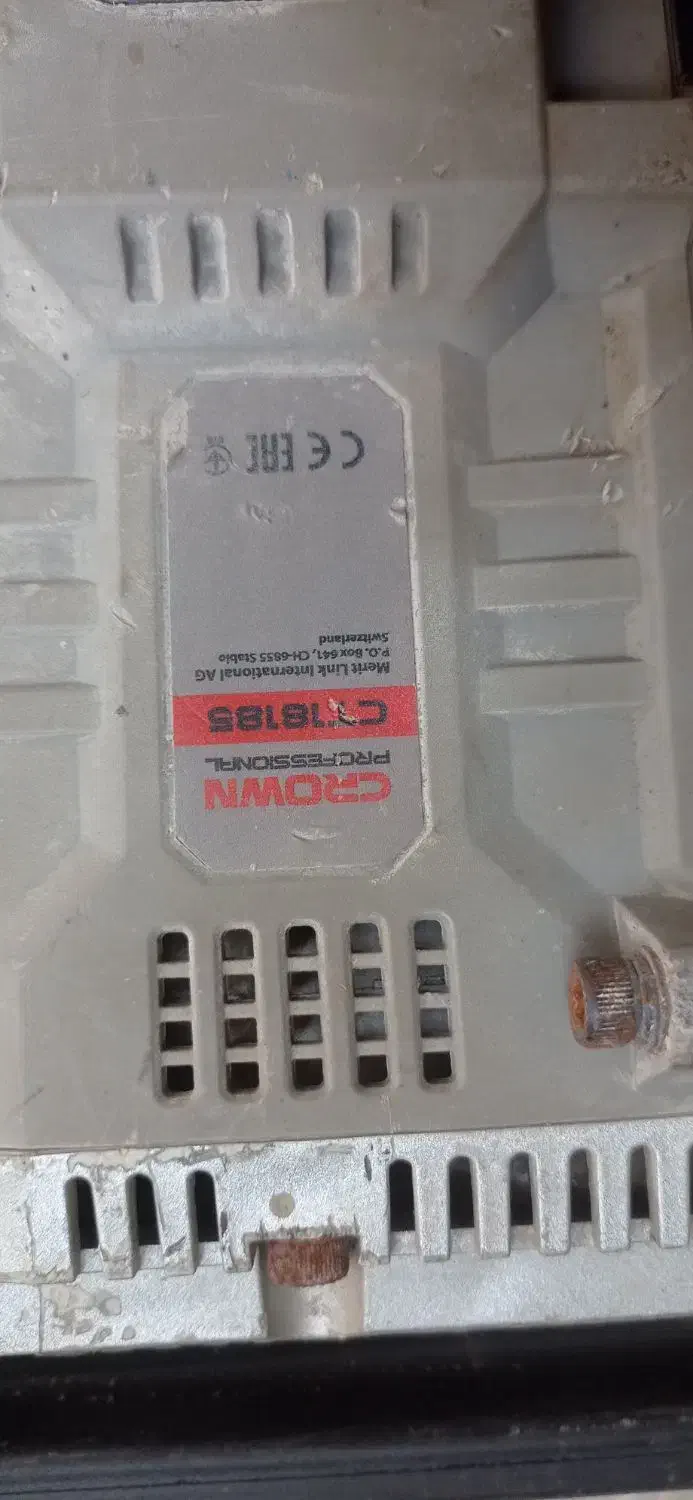 CROWN
PROFESSIONAL
CT18185
Merit Link International AG
P.O. Box 641, CH-6855 Stabio
Switzerland
CE EAC